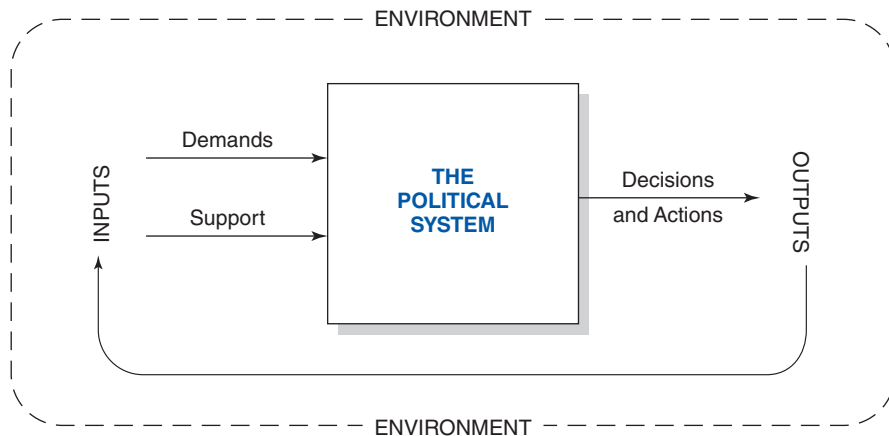 ENVIRONMENT
INPUTS
Demands
Support
THE
POLITICAL
SYSTEM
Decisions
and Actions
OUTPUTS
ENVIRONMENT